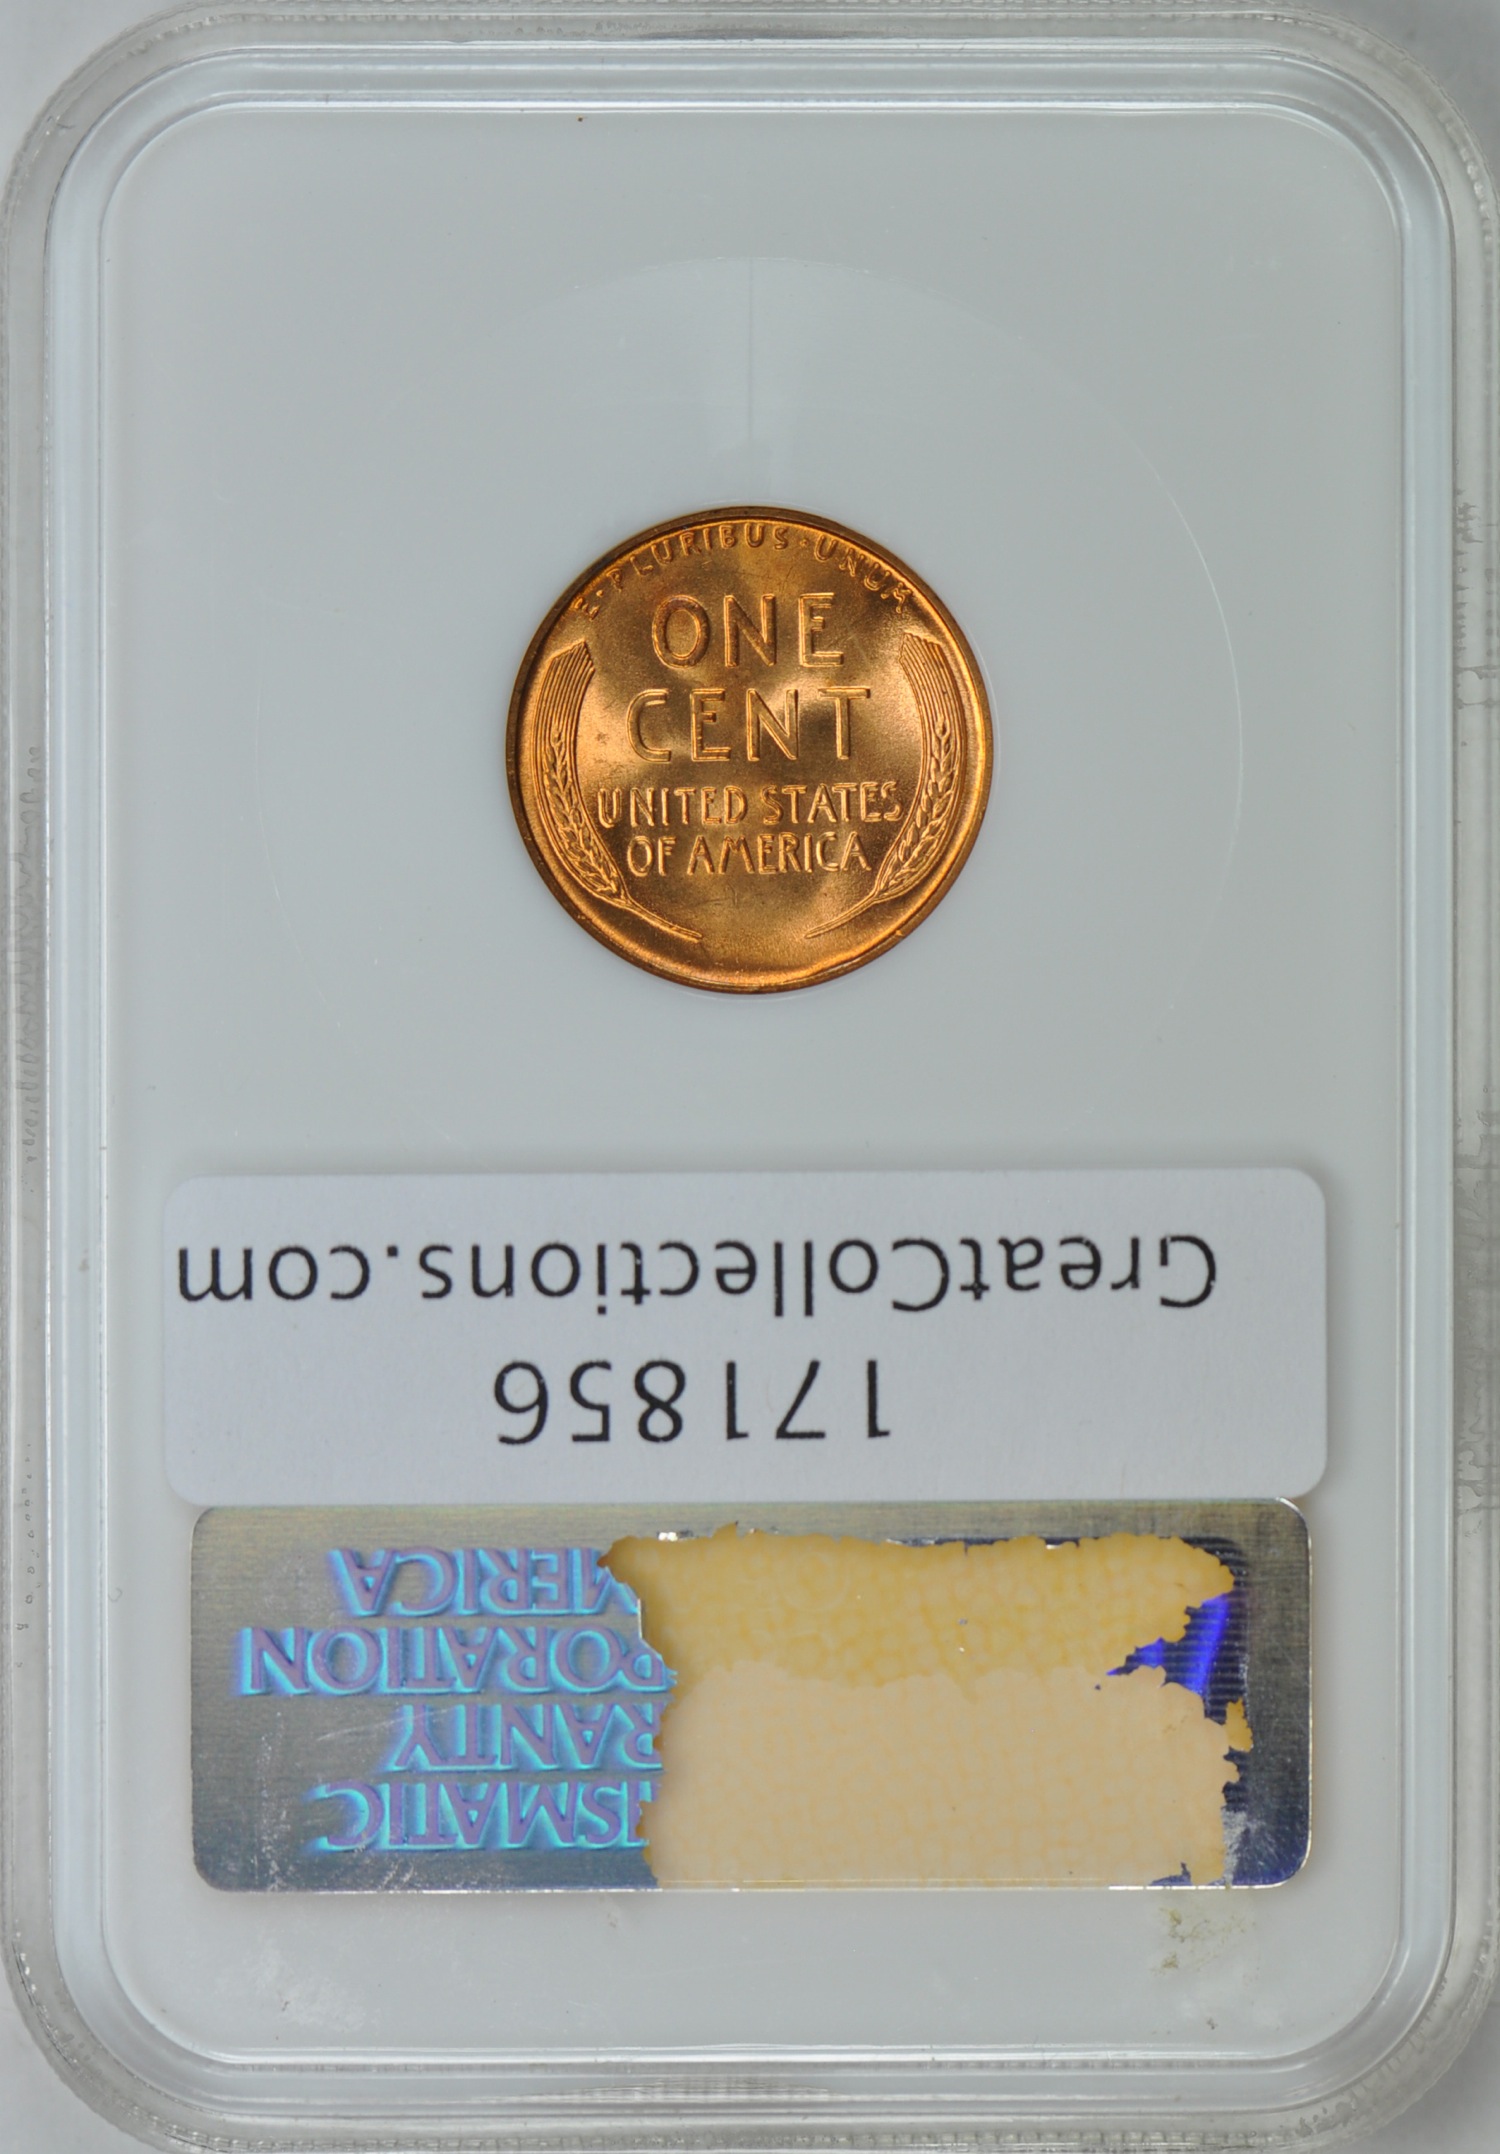 E·PLURIBUS·UNUM
ONE
CENT
UNITED STATES
OF AMERICA
GreatCollections.com
171856
ISMATIC
RANTY
PORATION
MERICA